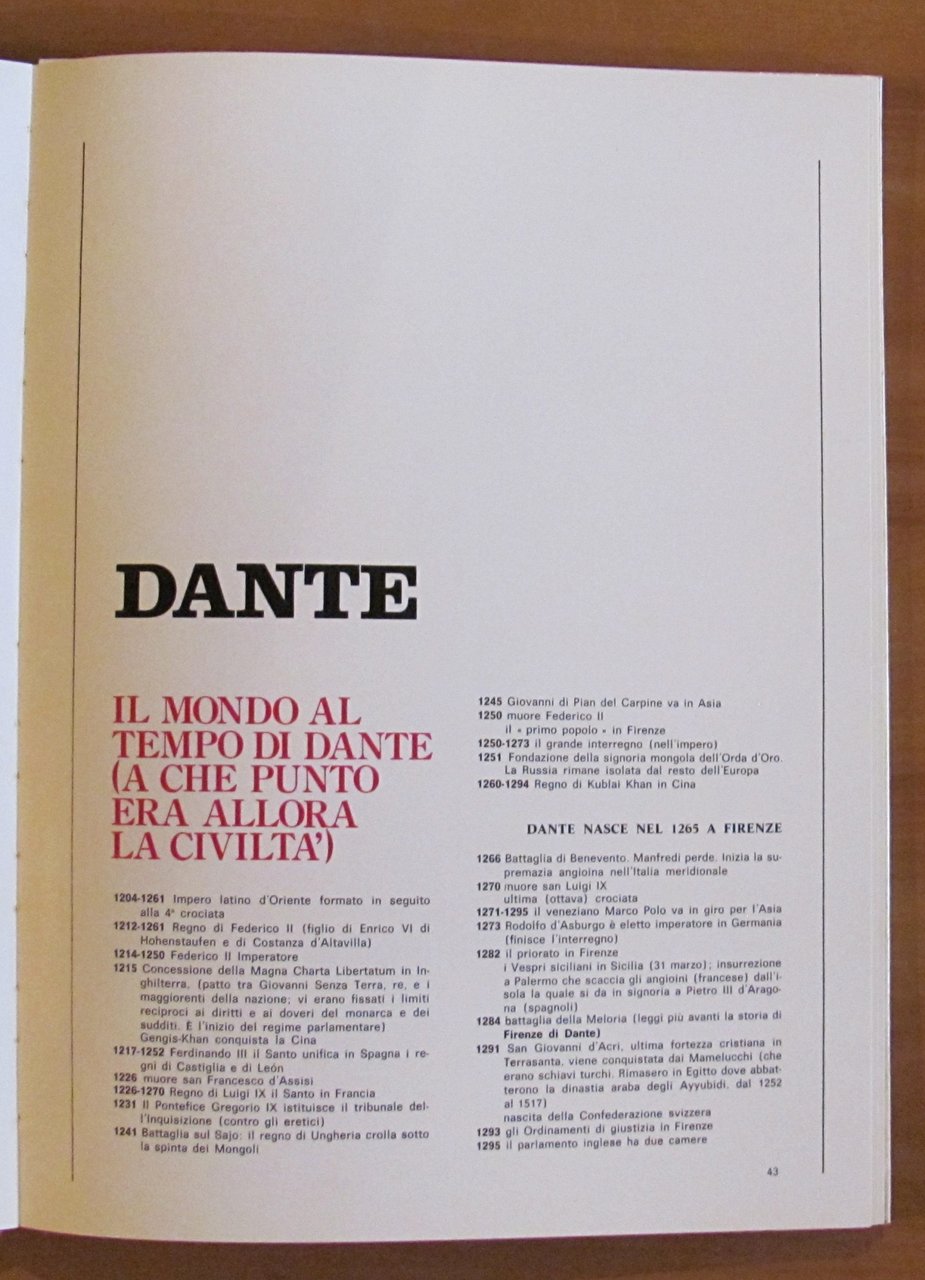 DANTE
IL MONDO AL
TEMPO DI DANTE
(A CHE PUNTO
ERA ALLORA
LA CIVILTA')
1204-1261 Impero latino d'Oriente formato in seguito
alla 4ª crociata
1212-1261 Regno di Federico II (figlio di Enrico VI di
Hohenstaufen e di Costanza d'Altavilla)
1214-1250 Federico II Imperatore
1215 Concessione della Magna Charta Libertatum in In-
ghilterra, (patto tra Giovanni Senza Terra, re, e i
maggiorenti della nazione; vi erano fissati i limiti
reciproci ai diritti e ai doveri del monarca e dei
sudditi. È l'inizio del regime parlamentare)
Gengis-Khan conquista la Cina
1217-1252 Ferdinando III il Santo unifica in Spagna i re-
gni di Castiglia e di León
1226 muore san Francesco d'Assisi
1226-1270 Regno di Luigi IX il Santo in Francia
1231 Il Pontefice Gregorio IX istituisce il tribunale del-
l'Inquisizione (contro gli eretici)
1241 Battaglia sul Sajo: il regno di Ungheria crolla sotto
la spinta dei Mongoli
1245 Giovanni di Pian del Carpine va in Asia
1250 muore Federico II
il « primo popolo » in Firenze
1250-1273 il grande interregno (nell'impero)
1251 Fondazione della signoria mongola dell'Orda d'Oro.
La Russia rimane isolata dal resto dell'Europa
1260-1294 Regno di Kublai Khan in Cina
DANTE NASCE NEL 1265 A FIRENZE
1266 Battaglia di Benevento. Manfredi perde. Inizia la su-
premazia angioina nell'Italia meridionale
1270 muore san Luigi IX
ultima (ottava) crociata
1271-1295 il veneziano Marco Polo va in giro per l'Asia
1273 Rodolfo d'Asburgo è eletto imperatore in Germania
(finisce l'interregno)
1282 il priorato in Firenze
i Vespri siciliani in Sicilia (31 marzo); insurrezione
a Palermo che scaccia gli angioini (francese) dall'i-
sola la quale si da in signoria a Pietro III d'Arago-
na (spagnoli)
1284 battaglia della Meloria (leggi più avanti la storia di
Firenze di Dante)
1291 San Giovanni d'Acri, ultima fortezza cristiana in
Terrasanta, viene conquistata dai Mamelucchi (che
erano schiavi turchi. Rimasero in Egitto dove abbat-
terono la dinastia araba degli Ayyubidi, dal 1252
al 1517)
nascita della Confederazione svizzera
1293 gli Ordinamenti di giustizia in Firenze
1295 il parlamento inglese ha due camere
43